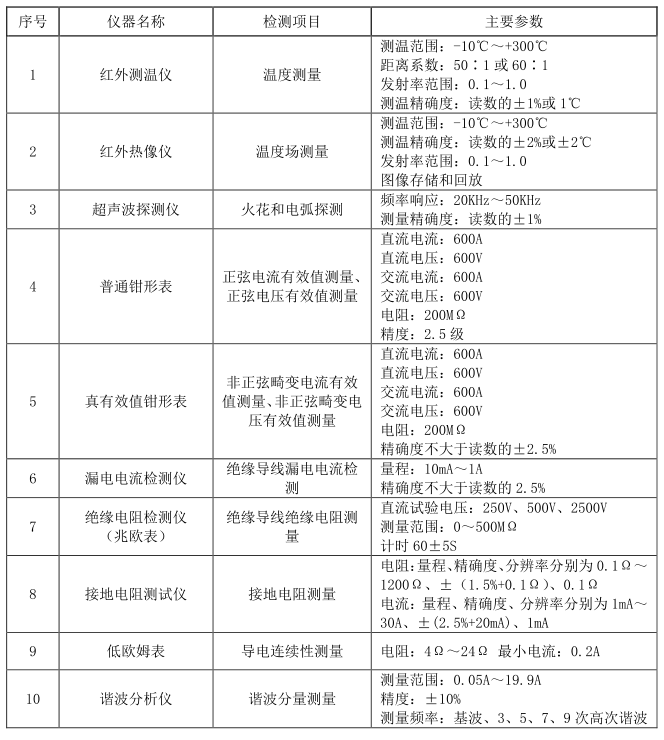 序号 仪器名称 检测项目 主要参数
1 红外测温仪 温度测量
测温范围：-10℃～+300℃
距离系数：50∶1或60∶1
发射率范围：0.1～1.0
测温精确度：读数的±1%或1℃
2 红外热像仪 温度场测量
测温范围：-10℃～+300℃
测温精确度：读数的±2%或±2℃
发射率范围：0.1～1.0
图像存储和回放
3 超声波探测仪 火花和电弧探测
频率响应：20KHz～50KHz
测量精确度：读数的±1%
4 普通钳形表
正弦电流有效值测量、
正弦电压有效值测量
直流电流：600A
直流电压：600V
交流电流：600A
交流电压：600V
电阻：200MΩ
精度：2.5级
5 真有效值钳形表
非正弦畸变电流有效
值测量、非正弦畸变电
压有效值测量
直流电流：600A
直流电压：600V
交流电流：600A
交流电压：600V
电阻：200MΩ
精确度不大于读数的±2.5%
6 漏电电流检测仪
绝缘导线漏电电流检
测
量程：10mA～1A
精确度不大于读数的2.5%
7
绝缘电阻检测仪
（兆欧表）
绝缘导线绝缘电阻测
量
直流试验电压：250V、500V、2500V
测量范围：0～500MΩ
计时60±5S
8 接地电阻测试仪 接地电阻测量
电阻：量程、精确度、分辨率分别为0.1Ω～
1200Ω、±（1.5%+0.1Ω）、0.1Ω
电流：量程、精确度、分辨率分别为1mA～
30A、±(2.5%+20mA)、1mA
9 低欧姆表 导电连续性测量 电阻：4Ω～24Ω 最小电流：0.2A
10 谐波分析仪 谐波分量测量
测量范围：0.05A～19.9A
精度：±10%
测量频率：基波、3、5、7、9次高次谐波